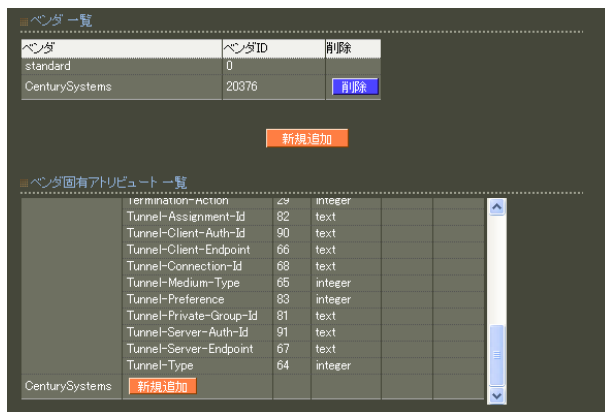 ベンダ 一覧
ベンダ ベンダID 削除
standard 0
CenturySystems 20376 削除
新規追加
ベンダ固有アトリビュート 一覧
Termination-Action 29 integer
Tunnel-Assignment-Id 82 text
Tunnel-Client-Auth-Id 90 text
Tunnel-Client-Endpoint 66 text
Tunnel-Connection-Id 68 text
Tunnel-Medium-Type 65 integer
Tunnel-Preference 83 integer
Tunnel-Private-Group-Id 81 text
Tunnel-Server-Auth-Id 91 text
Tunnel-Server-Endpoint 67 text
Tunnel-Type 64 integer
CenturySystems 新規追加